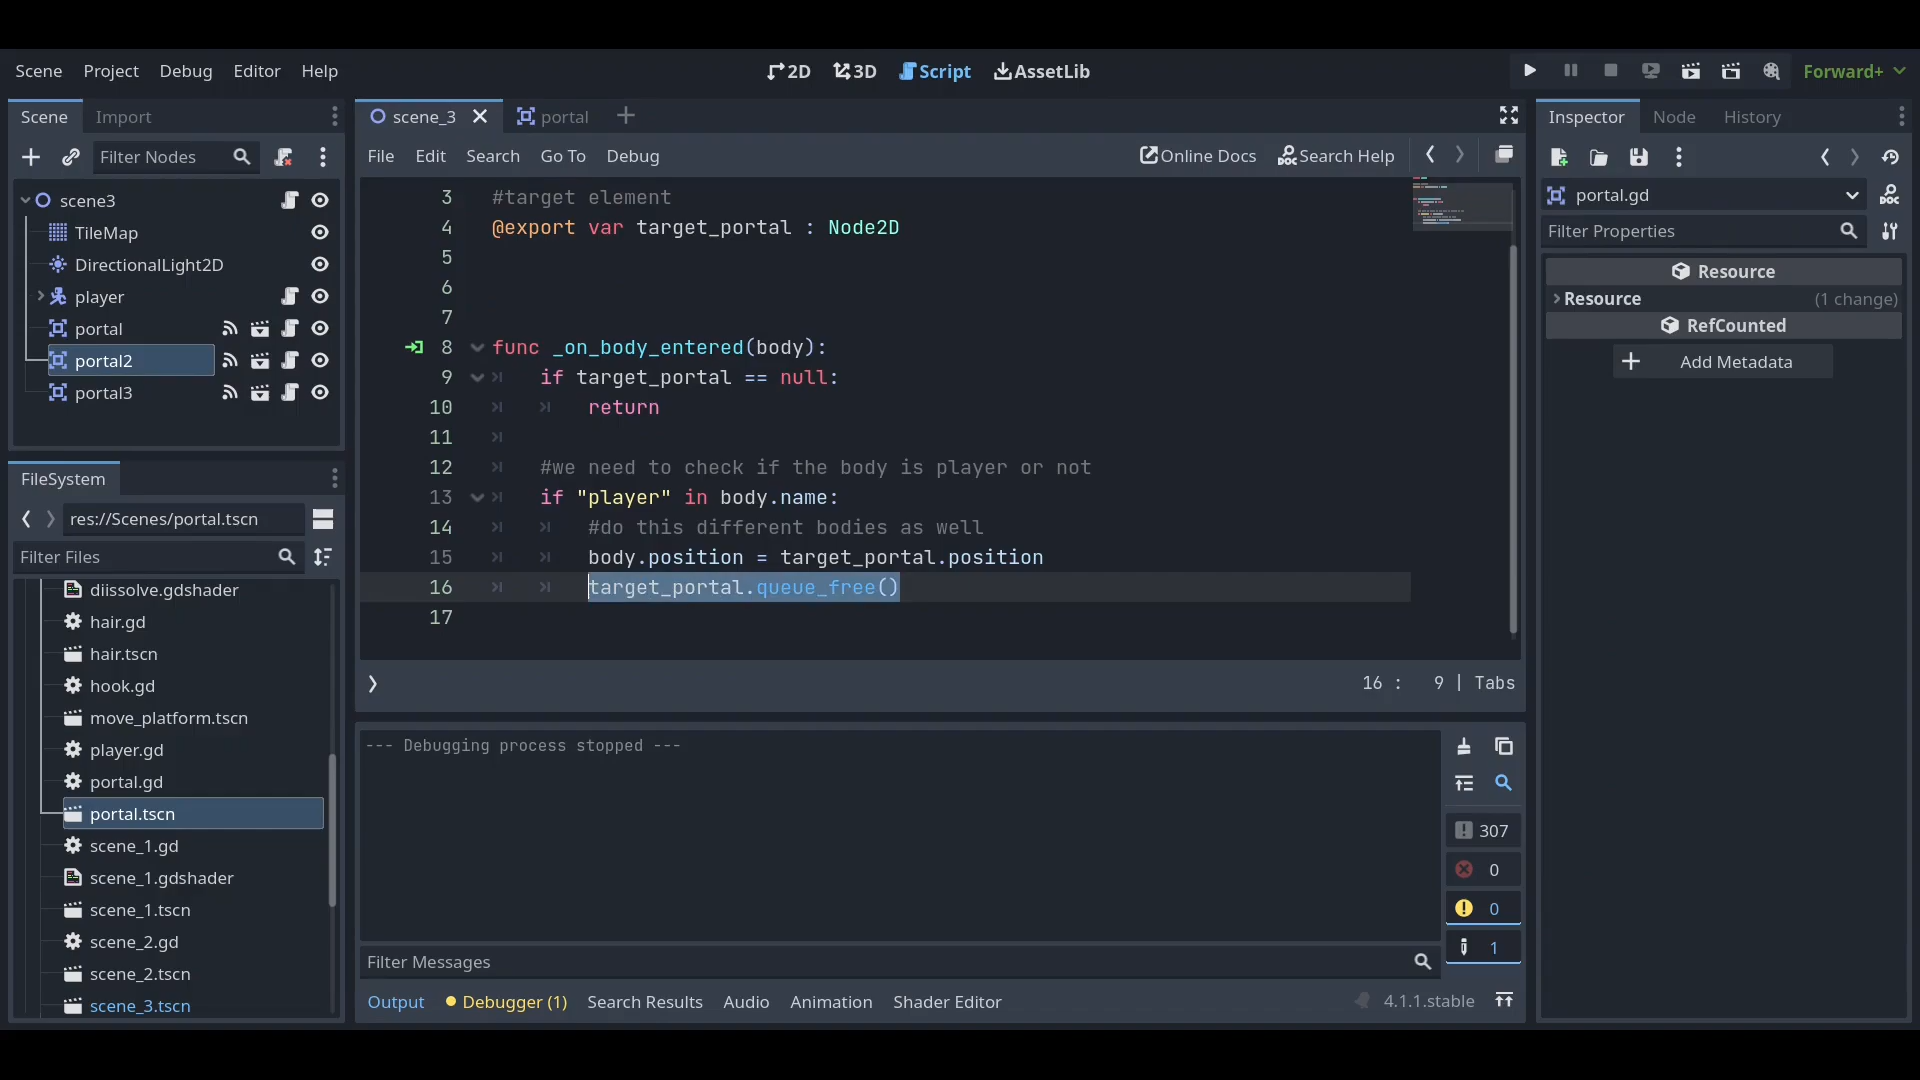 Scene Project Debug Editor Help
2D 3D Script AssetLib
Forward+
Scene Import
Filter Nodes
scene3
TileMap
DirectionalLight2D
player
portal
portal2
portal3
FileSystem
res://Scenes/portal.tscn
Filter Files
diissolve.gdshader
hair.gd
hair.tscn
hook.gd
move_platform.tscn
player.gd
portal.gd
portal.tscn
scene_1.gd
scene_1.gdshader
scene_1.tscn
scene_2.gd
scene_2.tscn
scene_3.tscn
scene_3 portal
File Edit Search Go To Debug
Online Docs Search Help
3 #target element
4 @export var target_portal : Node2D
5
6
7
8 func _on_body_entered(body):
9 if target_portal == null:
10 return
11
12 #we need to check if the body is player or not
13 if "player" in body.name:
14 #do this different bodies as well
15 body.position = target_portal.position
16 target_portal.queue_free()
17
16 : 9 | Tabs
--- Debugging process stopped ---
307
0
0
1
Filter Messages
Output Debugger (1) Search Results Audio Animation Shader Editor
4.1.1.stable
Inspector Node History
portal.gd
Filter Properties
Resource
Resource (1 change)
RefCounted
Add Metadata